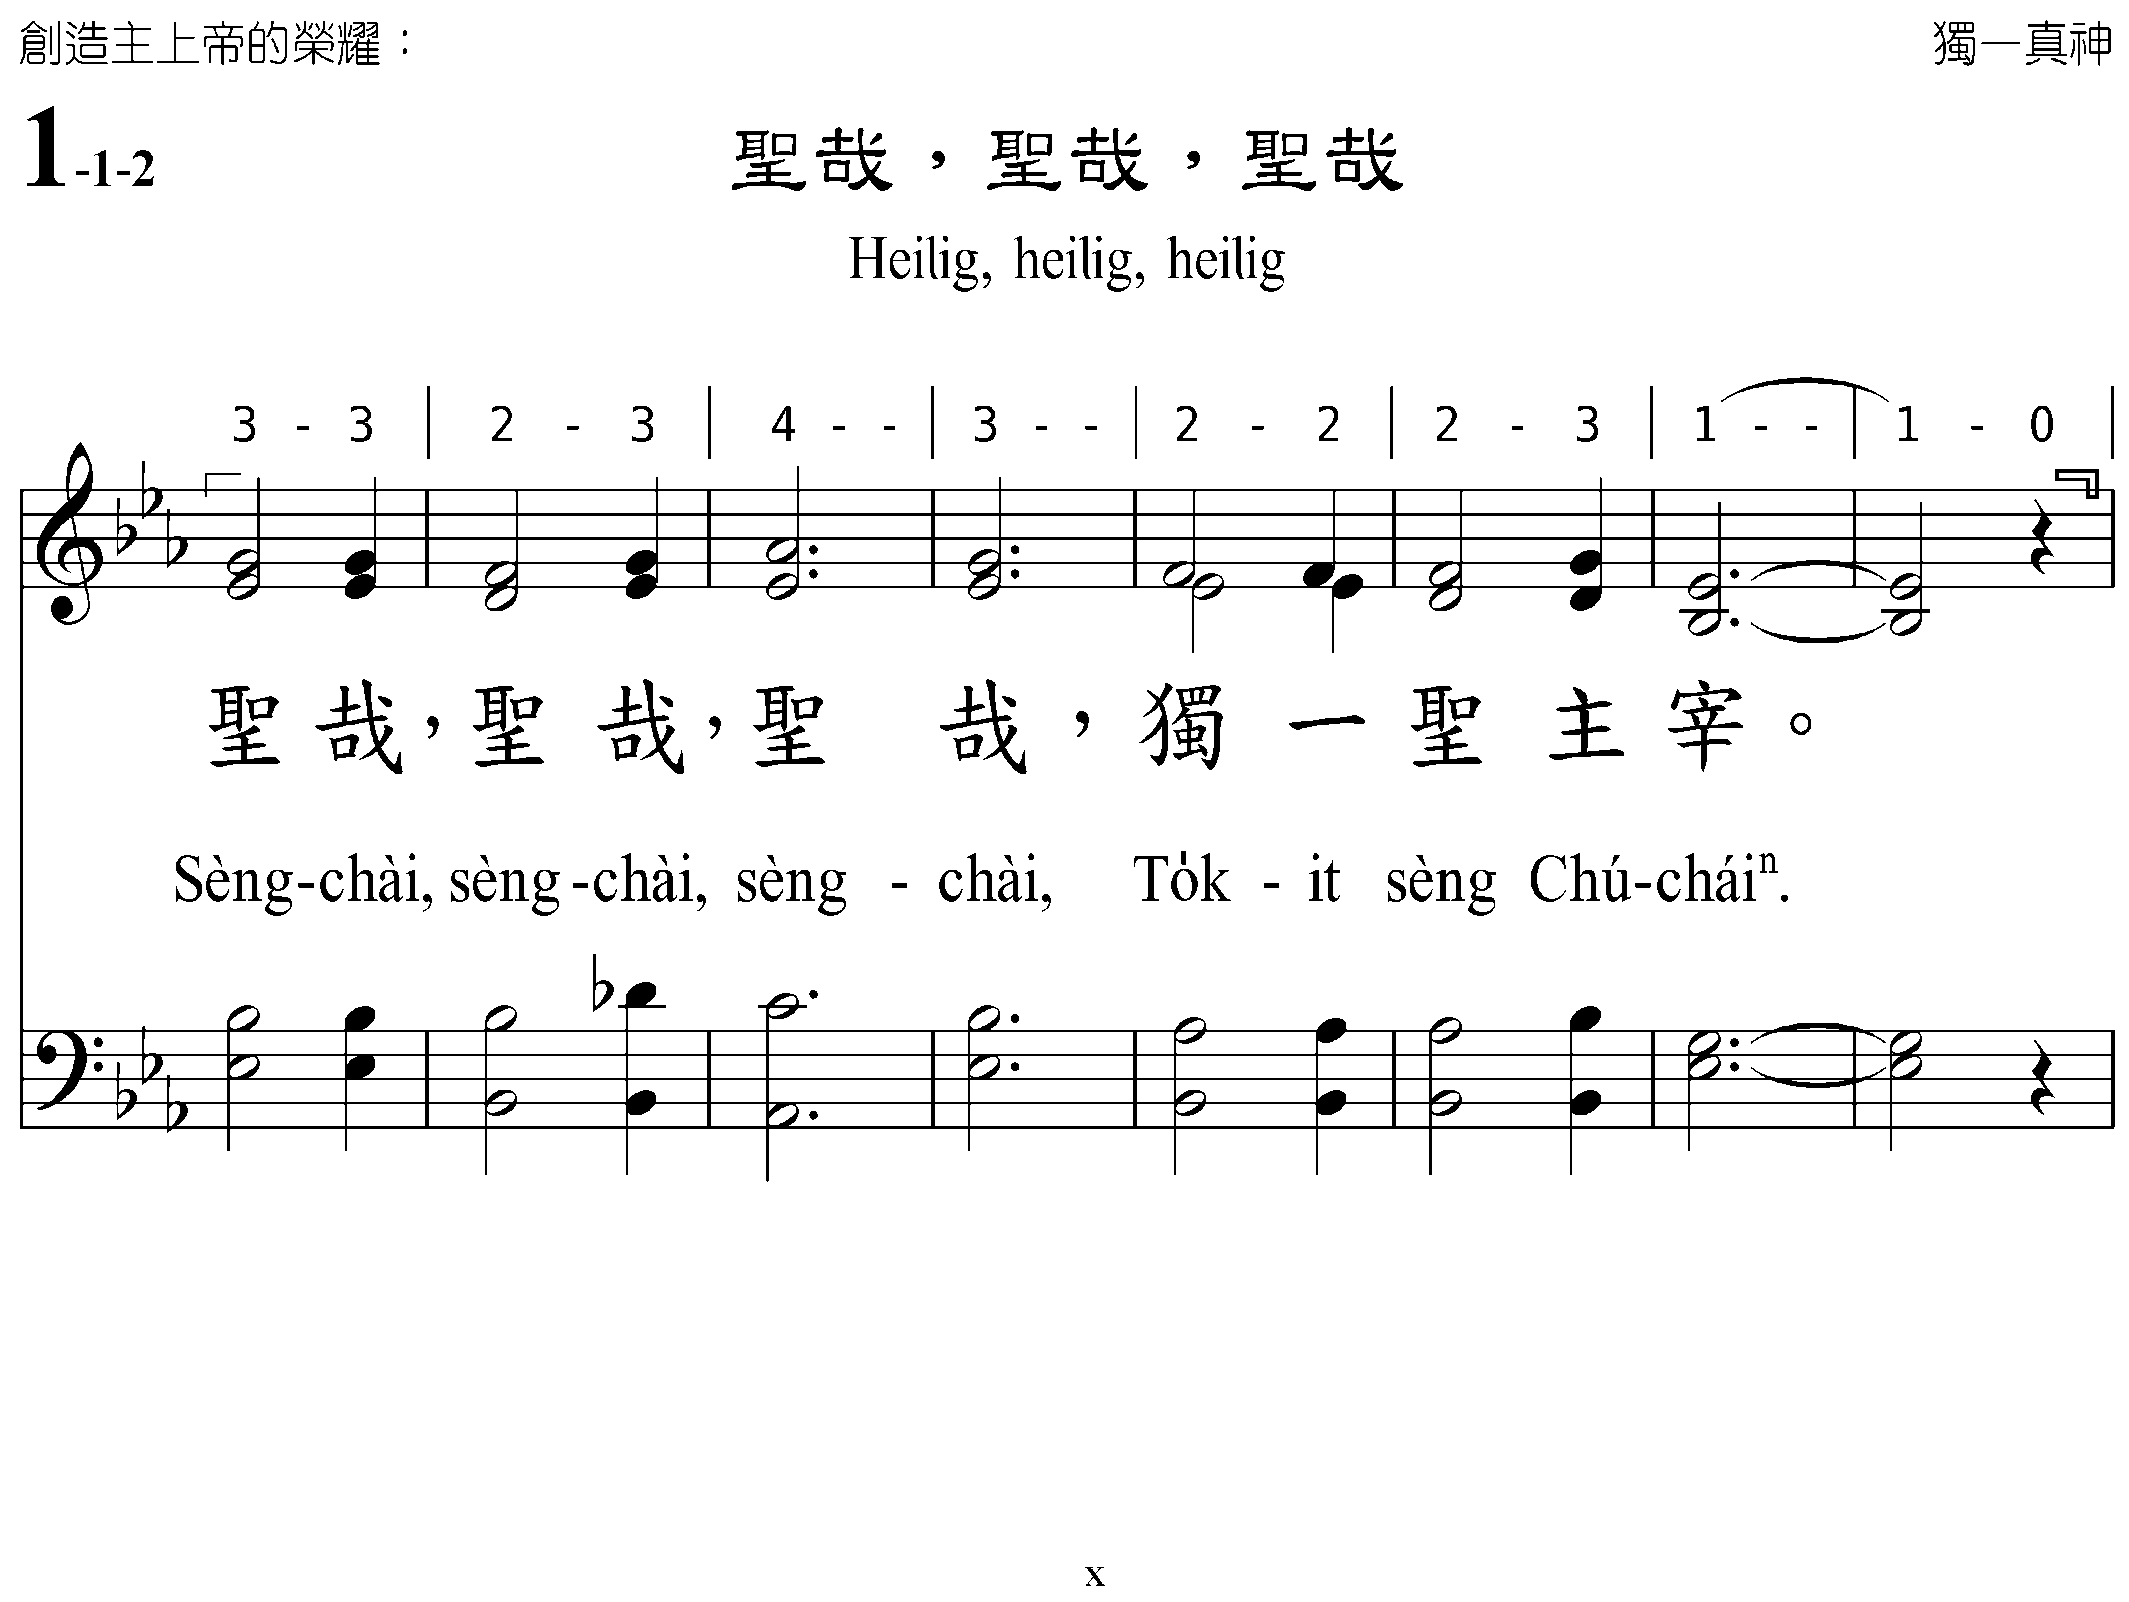 創造主上帝的榮耀： 獨一真神
1-1-2
聖哉，聖哉，聖哉
Heilig, heilig, heilig
3 - 3 | 2 - 3 | 4 - - | 3 - - | 2 - 2 | 2 - 3 | 1 - - | 1 - 0 |
聖哉，聖哉，聖哉，獨一聖主宰。
Sèng-chài, sèng-chài, sèng - chài, To̍k - it sèng Chú-cháiⁿ.
x